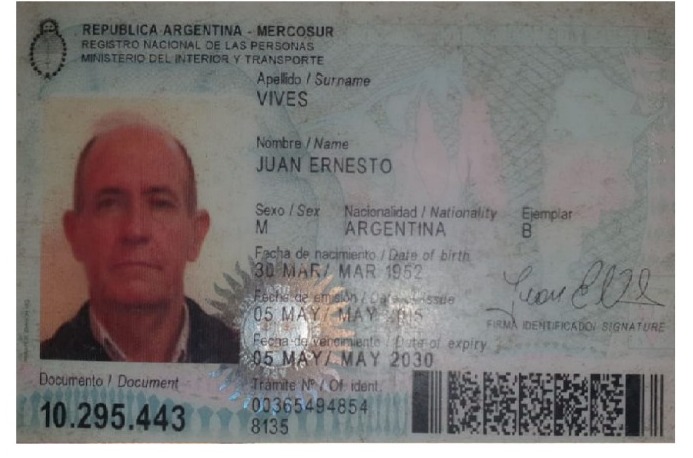 REPUBLICA ARGENTINA - MERCOSUR
REGISTRO NACIONAL DE LAS PERSONAS
MINISTERIO DEL INTERIOR Y TRANSPORTE
Apellido / Surname
VIVES
Nombre / Name
JUAN ERNESTO
Sexo / Sex Nacionalidad / Nationality Ejemplar
M ARGENTINA B
Fecha de nacimiento / Date of birth
30 MAR/ MAR 1952
Fecha de emisión / Date of issue
05 MAY/ MAY 2015
FIRMA IDENTIFICADO/ SIGNATURE
Fecha de vencimiento / Date of expiry
05 MAY/ MAY 2030
Documento / Document Trámite Nº / Of. ident.
10.295.443 00365494854
8135